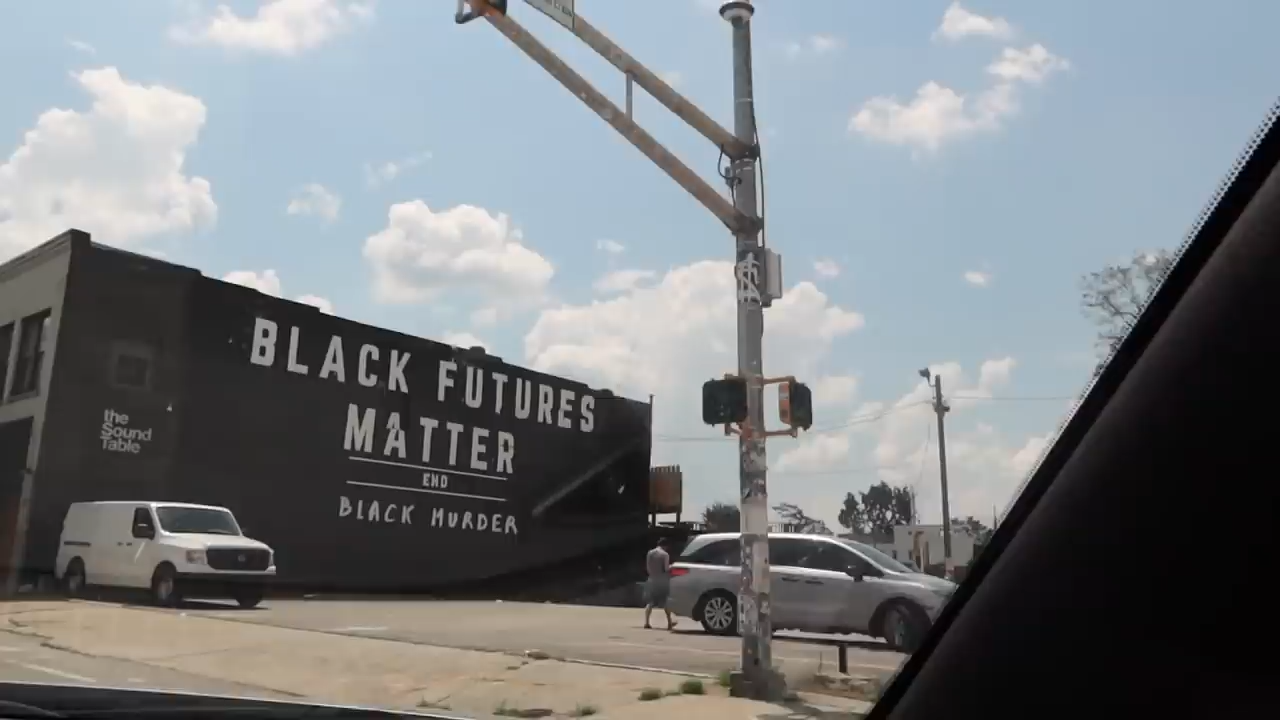 BLACK FUTURES
MATTER
END
BLACK MURDER
the
Sound
Table